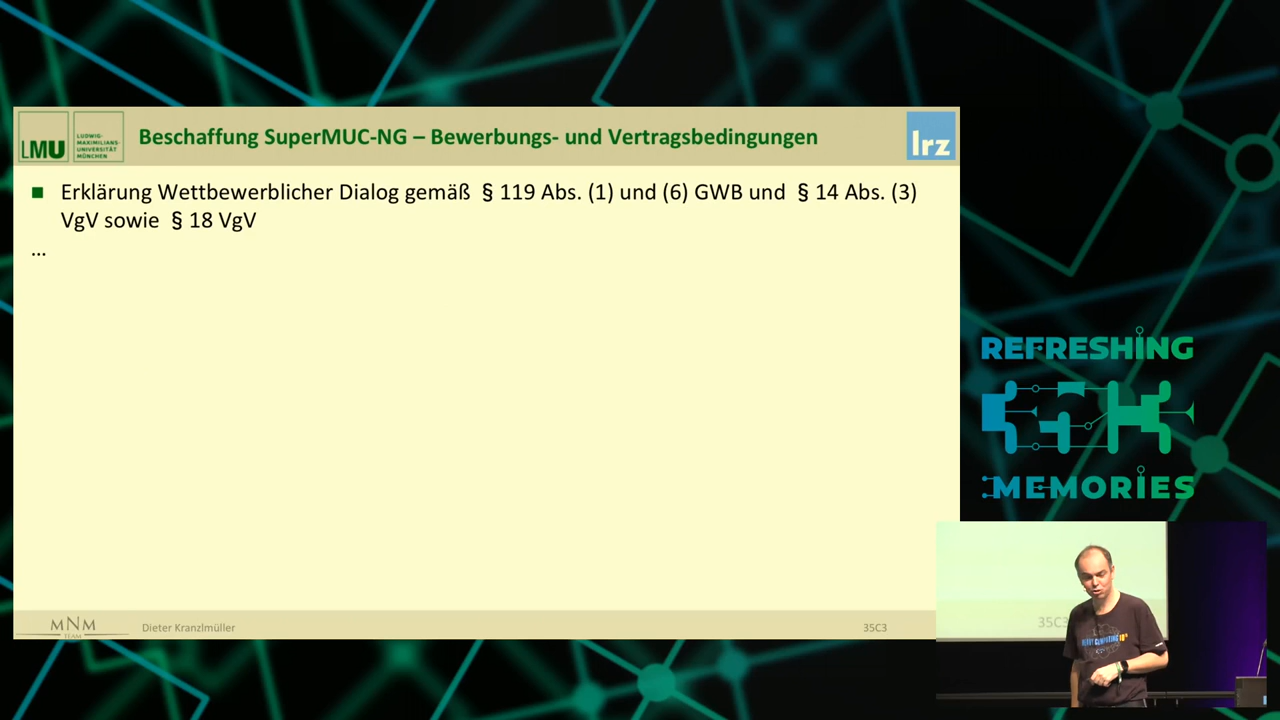 LMU
LUDWIG-
MAXIMILIANS-
UNIVERSITÄT
MÜNCHEN
Beschaffung SuperMUC-NG – Bewerbungs- und Vertragsbedingungen
lrz
■ Erklärung Wettbewerblicher Dialog gemäß § 119 Abs. (1) und (6) GWB und § 14 Abs. (3)
VgV sowie § 18 VgV
...
REFRESHING
35C3
MEMORIES
MNM
TEAM
Dieter Kranzlmüller
35C3
35C3